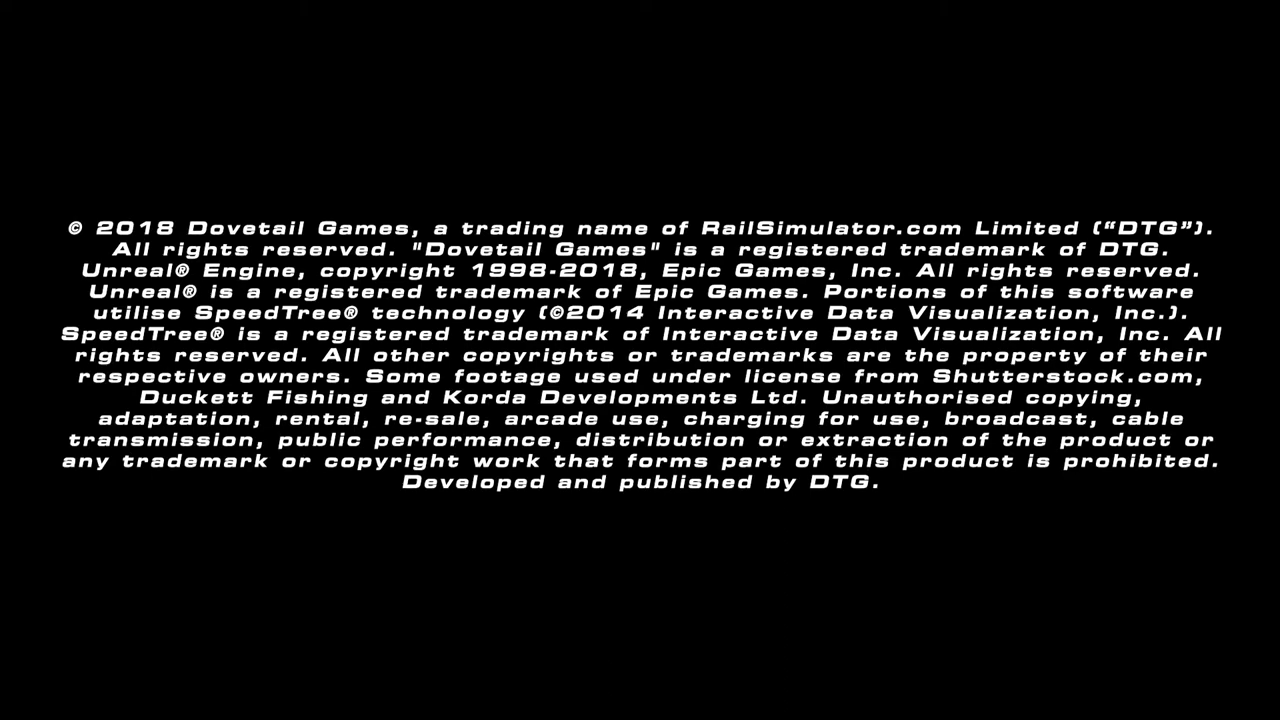 © 2018 Dovetail Games, a trading name of RailSimulator.com Limited (“DTG”).
All rights reserved. "Dovetail Games" is a registered trademark of DTG.
Unreal® Engine, copyright 1998-2018, Epic Games, Inc. All rights reserved.
Unreal® is a registered trademark of Epic Games. Portions of this software
utilise SpeedTree® technology (©2014 Interactive Data Visualization, Inc.).
SpeedTree® is a registered trademark of Interactive Data Visualization, Inc. All
rights reserved. All other copyrights or trademarks are the property of their
respective owners. Some footage used under license from Shutterstock.com,
Duckett Fishing and Korda Developments Ltd. Unauthorised copying,
adaptation, rental, re-sale, arcade use, charging for use, broadcast, cable
transmission, public performance, distribution or extraction of the product or
any trademark or copyright work that forms part of this product is prohibited.
Developed and published by DTG.